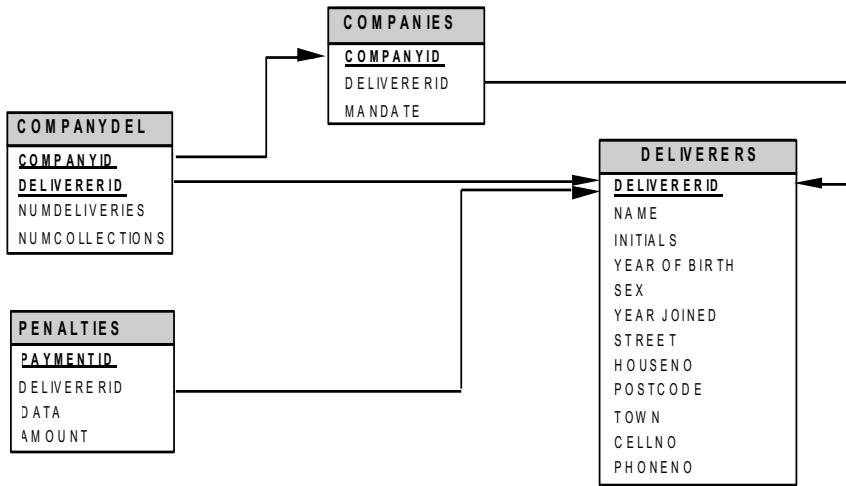 COMPANIES
COMPANYID
DELIVERERID
MANDATE
COMPANYDEL
COMPANYID
DELIVERERID
NUMDELIVERIES
NUMCOLLECTIONS
DELIVERERS
DELIVERERID
NAME
INITIALS
YEAR OF BIRTH
SEX
YEAR JOINED
STREET
HOUSENO
POSTCODE
TOWN
CELLNO
PHONENO
PENALTIES
PAYMENTID
DELIVERERID
DATA
AMOUNT